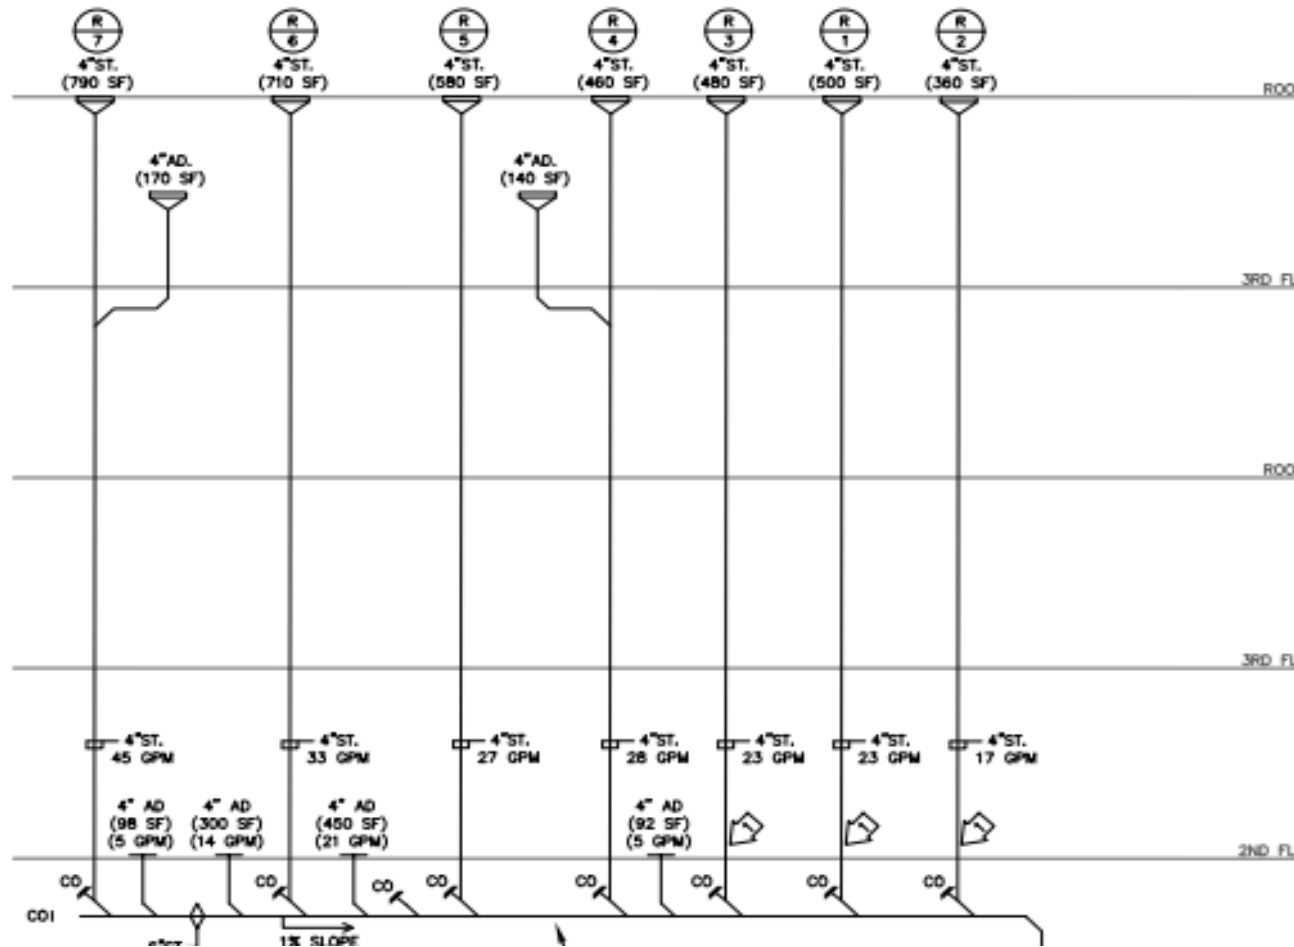 R R R R R R R
7 6 5 4 3 1 2
4"ST. 4"ST. 4"ST. 4"ST. 4"ST. 4"ST. 4"ST.
(790 SF) (710 SF) (580 SF) (460 SF) (480 SF) (500 SF) (360 SF)
ROO
4"AD. 4"AD.
(170 SF) (140 SF)
3RD FL
ROO
3RD FL
4"ST. 4"ST. 4"ST. 4"ST. 4"ST. 4"ST. 4"ST.
45 GPM 33 GPM 27 GPM 28 GPM 23 GPM 23 GPM 17 GPM
4" AD 4" AD 4" AD 4" AD
(98 SF) (300 SF) (450 SF) (92 SF)
(5 GPM) (14 GPM) (21 GPM) (5 GPM)
1 1 1
2ND FL
CO CO CO CO CO CO CO CO
CO1
1% SLOPE